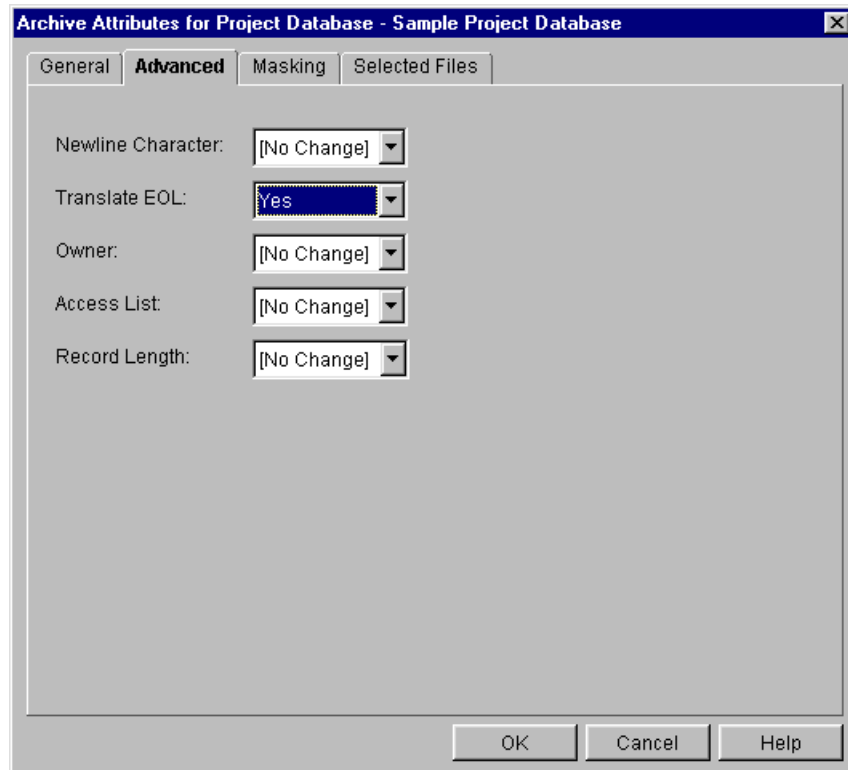 Archive Attributes for Project Database - Sample Project Database
General Advanced Masking Selected Files
Newline Character: [No Change]
Translate EOL: Yes
Owner: [No Change]
Access List: [No Change]
Record Length: [No Change]
OK Cancel Help